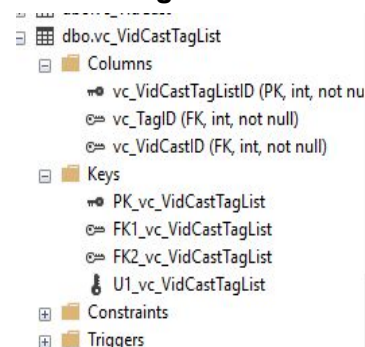 dbo.vc_VidCastTagList
Columns
vc_VidCastTagListID (PK, int, not nu
vc_TagID (FK, int, not null)
vc_VidCastID (FK, int, not null)
Keys
PK_vc_VidCastTagList
FK1_vc_VidCastTagList
FK2_vc_VidCastTagList
U1_vc_VidCastTagList
Constraints
Triggers